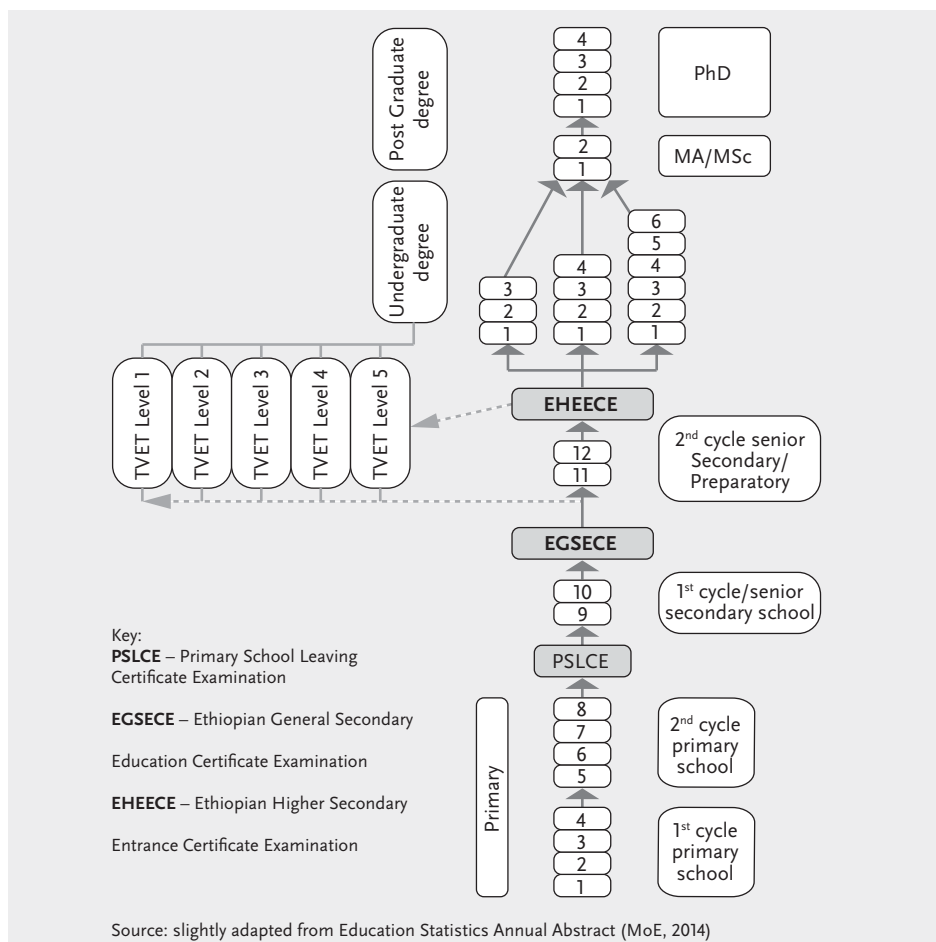 Post Graduate
degree
4
3
2
1
PhD
2
1
MA/MSc
Undergraduate
degree
3
2
1
4
3
2
1
6
5
4
3
2
1
TVET Level 1
TVET Level 2
TVET Level 3
TVET Level 4
TVET Level 5
EHEECE
12
11
2nd cycle senior
Secondary/
Preparatory
EGSECE
10
9
1st cycle/senior
secondary school
PSLCE
Primary
8
7
6
5
2nd cycle
primary
school
4
3
2
1
1st cycle
primary
school
Key:
PSLCE – Primary School Leaving
Certificate Examination
EGSECE – Ethiopian General Secondary
Education Certificate Examination
EHEECE – Ethiopian Higher Secondary
Entrance Certificate Examination
Source: slightly adapted from Education Statistics Annual Abstract (MoE, 2014)